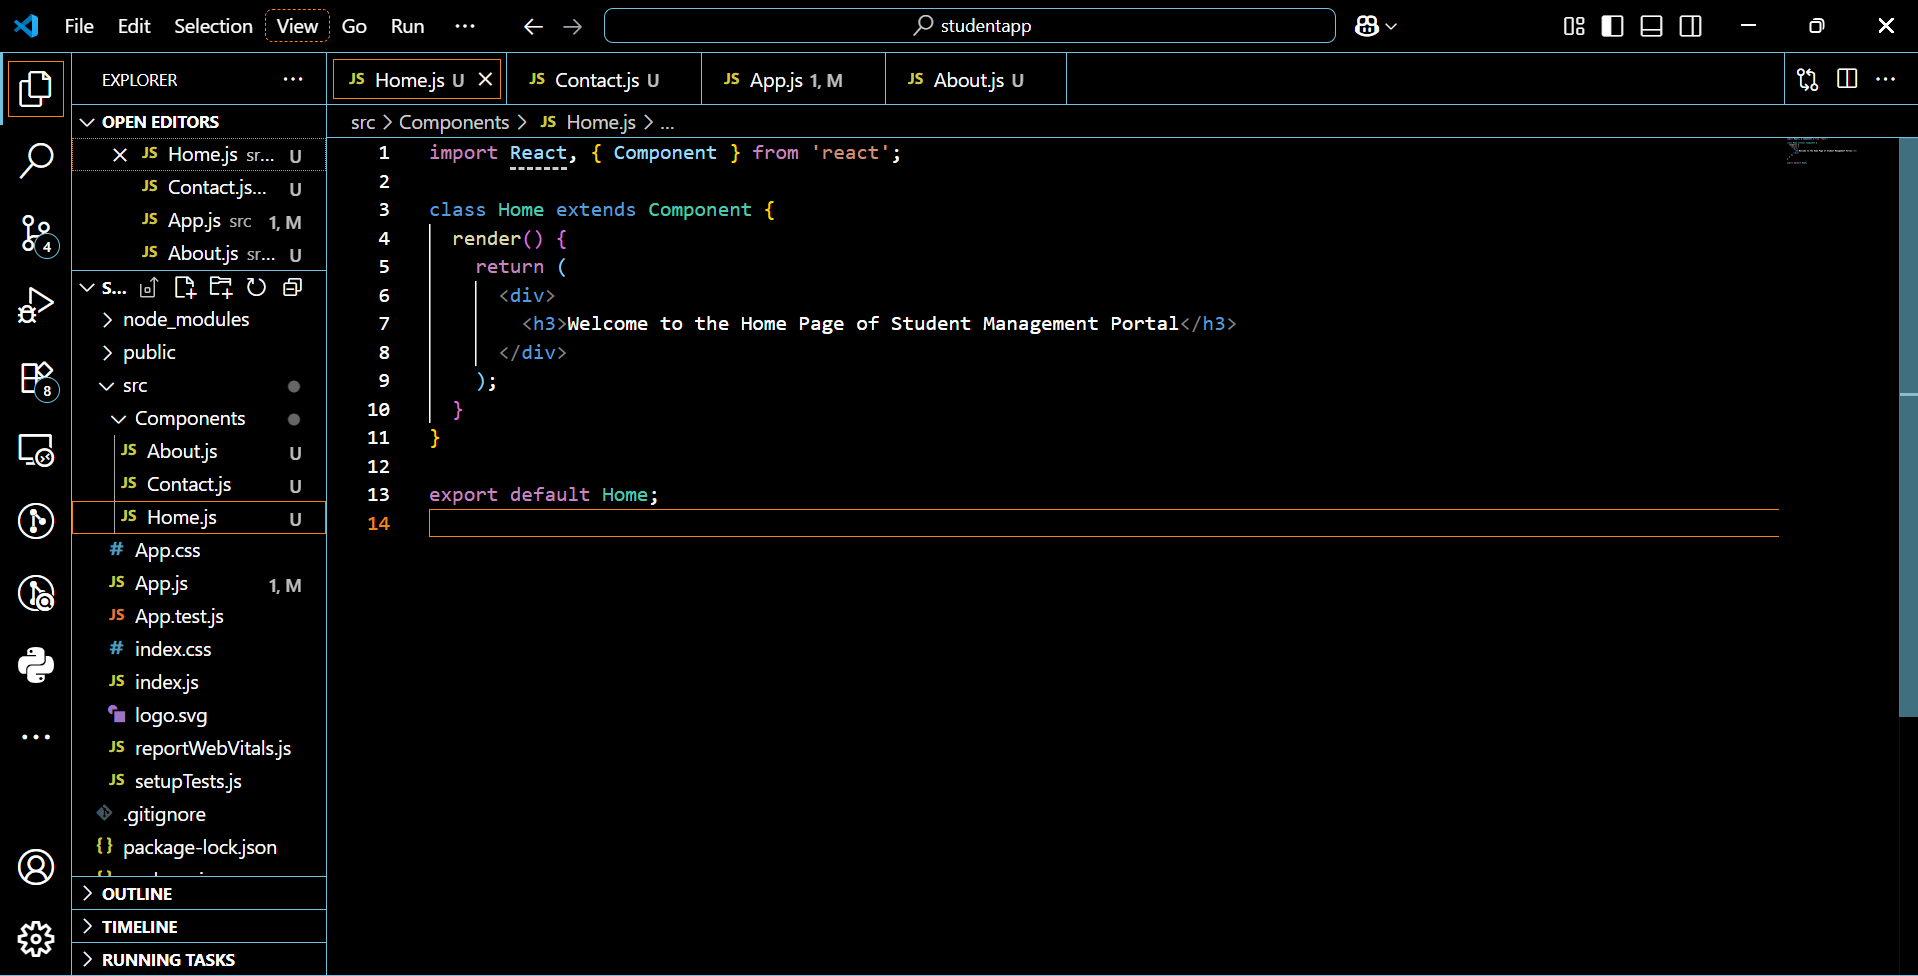 File Edit Selection View Go Run ··· studentapp
EXPLORER ···
Home.js U
Contact.js U
App.js 1, M
About.js U
OPEN EDITORS
JS Home.js sr... U
JS Contact.js... U
JS App.js src 1, M
JS About.js sr... U
S...
node_modules
public
src
Components
JS About.js U
JS Contact.js U
JS Home.js U
# App.css
JS App.js 1, M
JS App.test.js
# index.css
JS index.js
logo.svg
JS reportWebVitals.js
JS setupTests.js
.gitignore
{} package-lock.json
OUTLINE
TIMELINE
RUNNING TASKS
4
8
src > Components > JS Home.js > ...
1 import React, { Component } from 'react';
2
3 class Home extends Component {
4 render() {
5 return (
6 <div>
7 <h3>Welcome to the Home Page of Student Management Portal</h3>
8 </div>
9 );
10 }
11 }
12
13 export default Home;
14